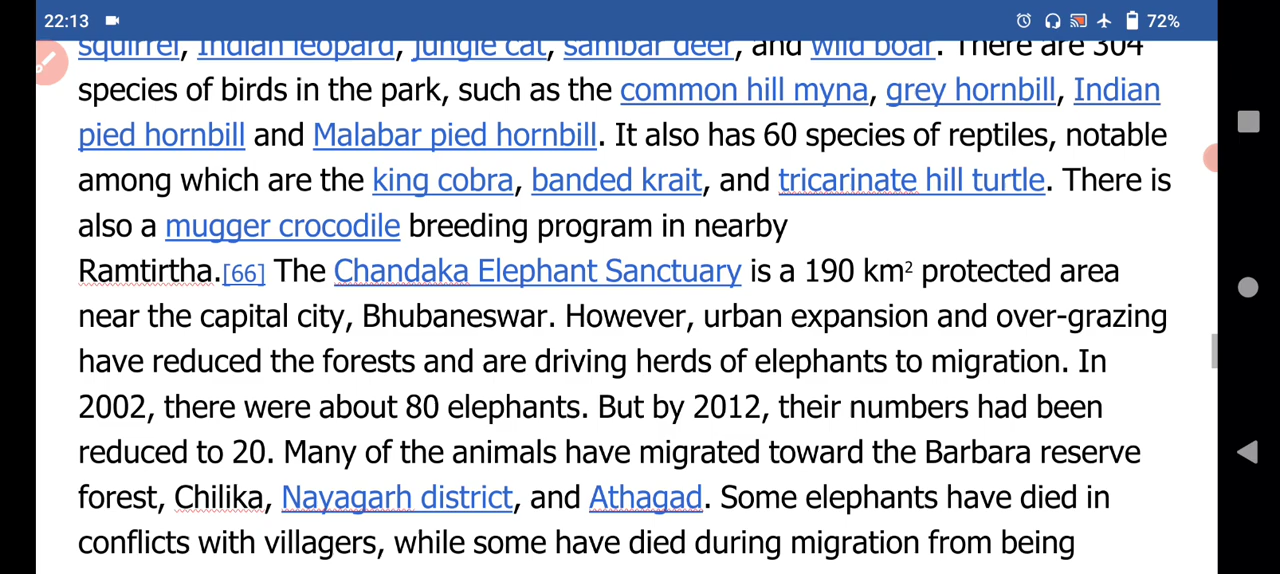 22:13
72%
squirrel, Indian leopard, jungle cat, sambar deer, and wild boar. There are 304
species of birds in the park, such as the common hill myna, grey hornbill, Indian
pied hornbill and Malabar pied hornbill. It also has 60 species of reptiles, notable
among which are the king cobra, banded krait, and tricarinate hill turtle. There is
also a mugger crocodile breeding program in nearby
Ramtirtha.[66] The Chandaka Elephant Sanctuary is a 190 km² protected area
near the capital city, Bhubaneswar. However, urban expansion and over-grazing
have reduced the forests and are driving herds of elephants to migration. In
2002, there were about 80 elephants. But by 2012, their numbers had been
reduced to 20. Many of the animals have migrated toward the Barbara reserve
forest, Chilika, Nayagarh district, and Athagad. Some elephants have died in
conflicts with villagers, while some have died during migration from being